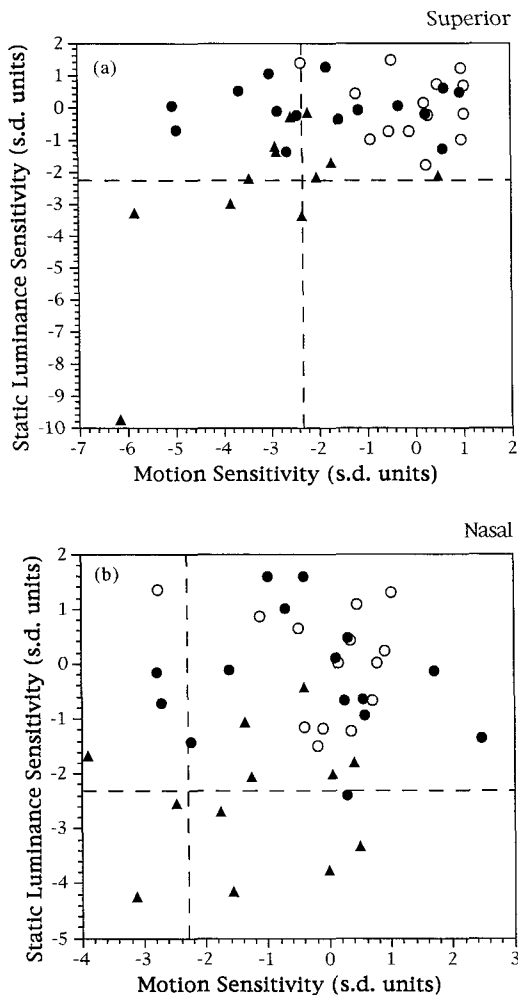 Superior
(a)
2
1
0
-1
-2
-3
-4
-5
-6
-7
-8
-9
-10
Static Luminance Sensitivity (s.d. units)
-7 -6 -5 -4 -3 -2 -1 0 1 2
Motion Sensitivity (s.d. units)
Nasal
(b)
2
1
0
-1
-2
-3
-4
-5
Static Luminance Sensitivity (s.d. units)
-4 -3 -2 -1 0 1 2 3
Motion Sensitivity (s.d. units)